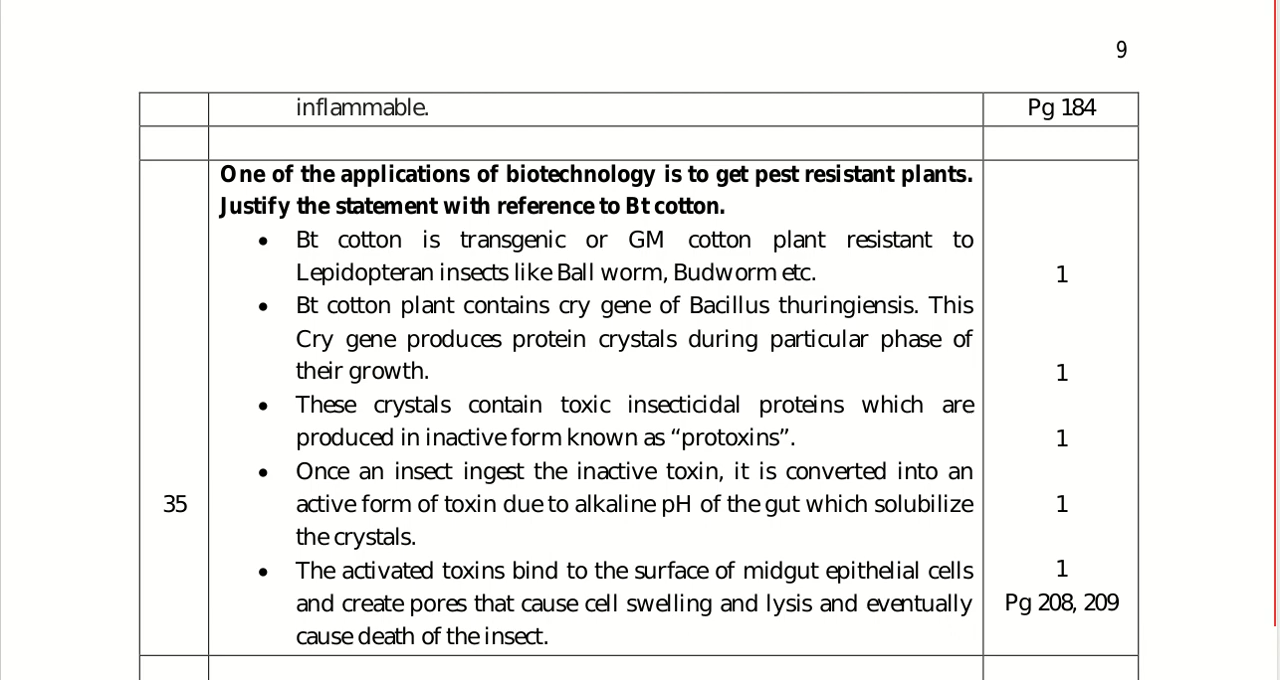 9
inflammable.
Pg 184
One of the applications of biotechnology is to get pest resistant plants.
Justify the statement with reference to Bt cotton.
• Bt cotton is transgenic or GM cotton plant resistant to
Lepidopteran insects like Ball worm, Budworm etc.
1
• Bt cotton plant contains cry gene of Bacillus thuringiensis. This
Cry gene produces protein crystals during particular phase of
their growth.
1
• These crystals contain toxic insecticidal proteins which are
produced in inactive form known as “protoxins”.
1
• Once an insect ingest the inactive toxin, it is converted into an
35
active form of toxin due to alkaline pH of the gut which solubilize
1
the crystals.
• The activated toxins bind to the surface of midgut epithelial cells
1
and create pores that cause cell swelling and lysis and eventually
Pg 208, 209
cause death of the insect.